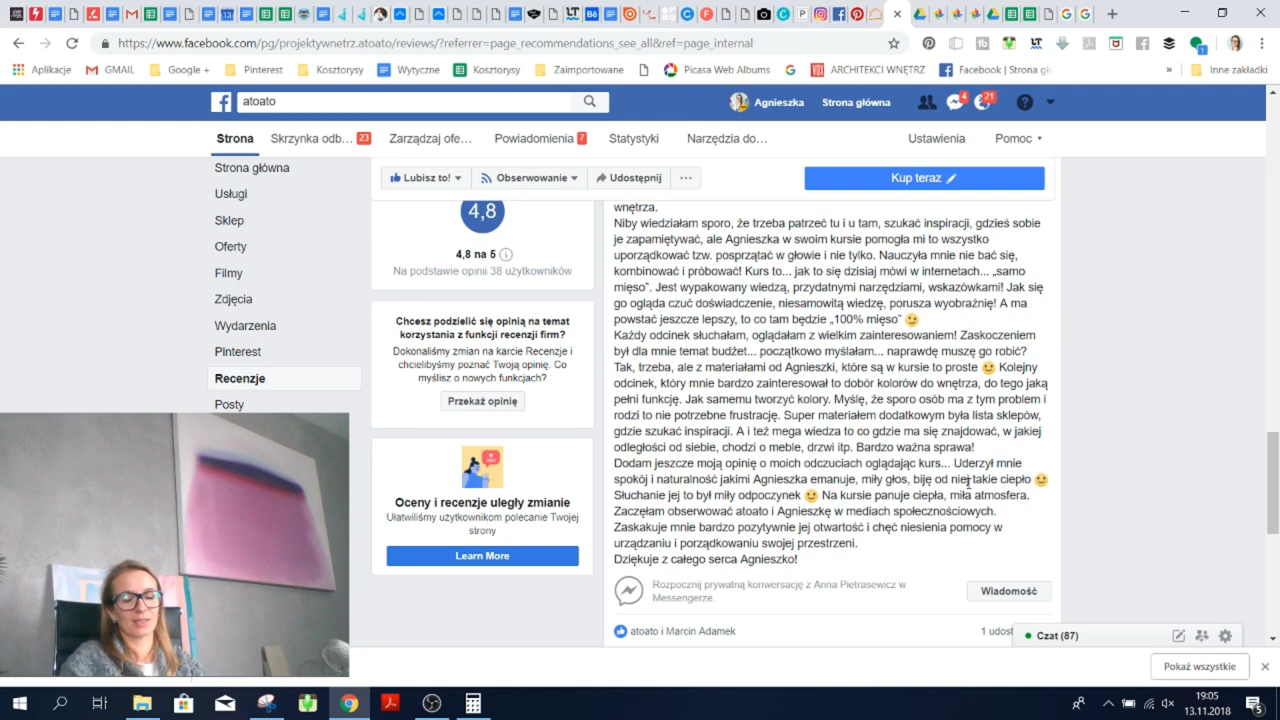 https://www.facebook.com/pg/projektywnetrz.atoato/reviews/?referrer=page_recommendations_see_all&ref=page_internal
Aplikacje
GMAIL
Google +
Pinterest
Kosztorysy
Wytyczne
Kosztorysy
Zaimportowane
Picasa Web Albums
ARCHITEKCI WNĘTRZ
Facebook | Strona gł
»
Inne zakładki
atoato
Agnieszka
Strona główna
4
21
Strona
Skrzynka odb... 23
Zarządzaj ofe...
Powiadomienia 7
Statystyki
Narzędzia do...
Ustawienia
Pomoc
Strona główna
Usługi
Sklep
Oferty
Filmy
Zdjęcia
Wydarzenia
Pinterest
Recenzje
Posty
Lubisz to!
Obserwowanie
Udostępnij
...
Kup teraz
4,8
4,8 na 5
Na podstawie opinii 38 użytkowników
Chcesz podzielić się opinią na temat
korzystania z funkcji recenzji firm?
Dokonaliśmy zmian na karcie Recenzje i
chcielibyśmy poznać Twoją opinię. Co
myślisz o nowych funkcjach?
Przekaż opinię
Oceny i recenzje uległy zmianie
Ułatwiliśmy użytkownikom polecanie Twojej
strony
Learn More
wnętrza.
Niby wiedziałam sporo, że trzeba patrzeć tu i u tam, szukać inspiracji, gdzieś sobie
je zapamiętywać, ale Agnieszka w swoim kursie pomogła mi to wszystko
uporządkować tzw. posprzątać w głowie i nie tylko. Nauczyła mnie nie bać się,
kombinować i próbować! Kurs to... jak to się dzisiaj mówi w internetach... „samo
mięso”. Jest wypakowany wiedzą, przydatnymi narzędziami, wskazówkami! Jak się
go ogląda czuć doświadczenie, niesamowitą wiedzę, porusza wyobraźnię! A ma
powstać jeszcze lepszy, to co tam będzie „100% mięso” 😉
Każdy odcinek słuchałam, oglądałam z wielkim zainteresowaniem! Zaskoczeniem
był dla mnie temat budżet... początkowo myślałam... naprawdę muszę go robić?
Tak, trzeba, ale z materiałami od Agnieszki, które są w kursie to proste 😉 Kolejny
odcinek, który mnie bardzo zainteresował to dobór kolorów do wnętrza, do tego jaką
pełni funkcję. Jak samemu tworzyć kolory. Myślę, że sporo osób ma z tym problem i
rodzi to nie potrzebne frustrację. Super materiałem dodatkowym była lista sklepów,
gdzie szukać inspiracji. A i też mega wiedza to co gdzie ma się znajdować, w jakiej
odległości od siebie, chodzi o meble, drzwi itp. Bardzo ważna sprawa!
Dodam jeszcze moją opinię o moich odczuciach oglądając kurs... Uderzył mnie
spokój i naturalność jakimi Agnieszka emanuje, miły głos, biję od niej takie ciepło 😉
Słuchanie jej to był miły odpoczynek 😉 Na kursie panuje ciepła, miła atmosfera.
Zaczęłam obserwować atoato i Agnieszkę w mediach społecznościowych.
Zaskakuje mnie bardzo pozytywnie jej otwartość i chęć niesienia pomocy w
urządzaniu i porządkowaniu swojej przestrzeni.
Dziękuje z całego serca Agnieszko!
Rozpocznij prywatną konwersację z Anna Pietrasewicz w
Messengerze.
Wiadomość
atoato i Marcin Adamek
1 udost
Czat (87)
Pokaż wszystkie
19:05
13.11.2018
5